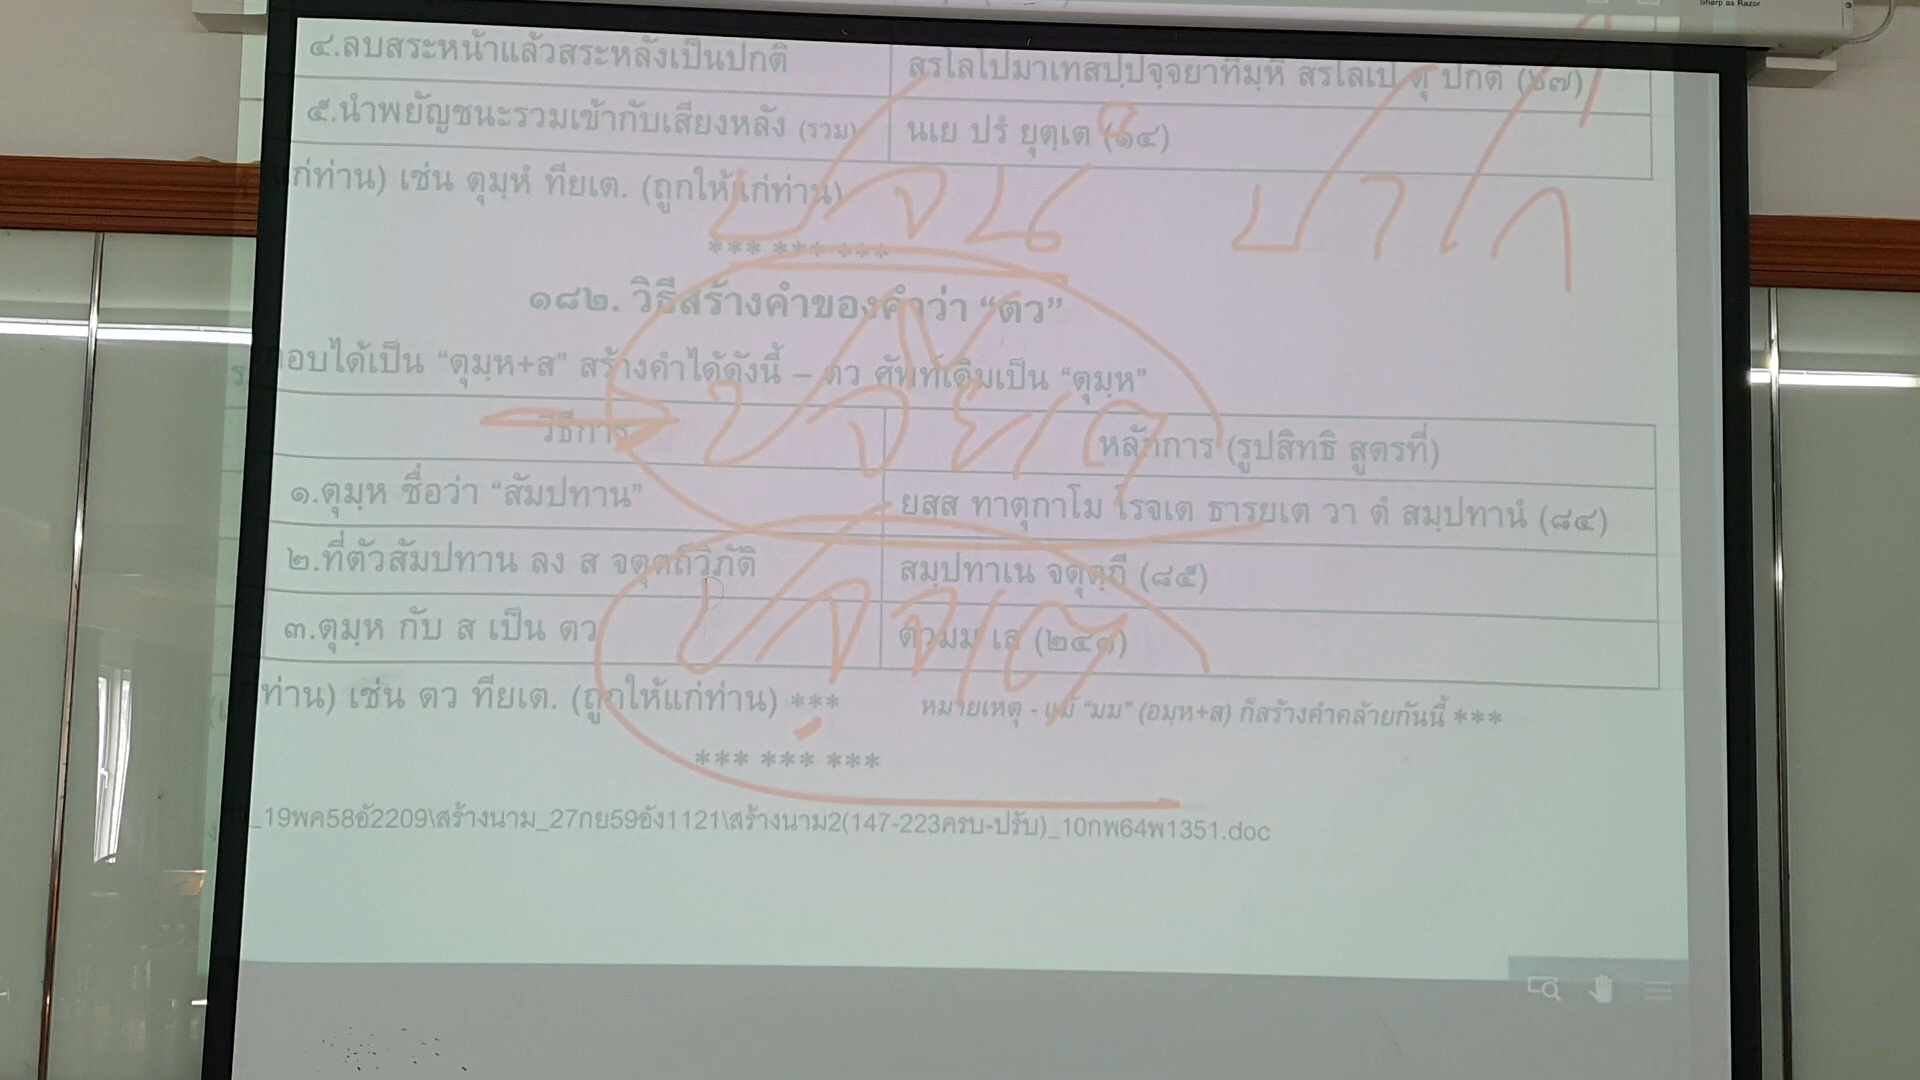 Sharp as Razor
๔.ลบสระหน้าแล้วสระหลังเป็นปกติ สรโลโปมาเทสปฺปจฺจยาทิมฺหิ สรโลเป ตุ ปกติ (๖๗)
๕.นำพยัญชนะรวมเข้ากับเสียงหลัง (รวม) นเย ปรํ ยุตฺเต (๑๔)
ก่ท่าน) เช่น ตุมฺหํ ทียเต. (ถูกให้แก่ท่าน)
ปจน ปาก
*** *** ***
๑๘๒. วิธีสร้างคำของคำว่า “ตว”
อบได้เป็น “ตุมฺห+ส” สร้างคำได้ดังนี้ – ตว ศัพท์เดิมเป็น “ตุมฺห”
วิธีการ หลักการ (รูปสิทธิ สูตรที่)
๑.ตุมฺห ชื่อว่า “สัมปทาน” ยสฺส ทาตุกาโม โรจเต ธารยเต วา ตํ สมฺปทานํ (๘๔)
๒.ที่ตัวสัมปทาน ลง ส จตุตถีวิภัติ สมฺปทาเน จตุตฺถี (๘๕)
๓.ตุมฺห กับ ส เป็น ตว ตวมม เส (๒๔๑)
ท่าน) เช่น ตว ทียเต. (ถูกให้แก่ท่าน) *** หมายเหตุ - แม้ “มม” (อมฺห+ส) ก็สร้างคำคล้ายกันนี้ ***
*** *** ***
_19พค58อ2209\สร้างนาม_27กย59อัง1121\สร้างนาม2(147-223ครบ-ปรับ)_10กพ64พ1351.doc